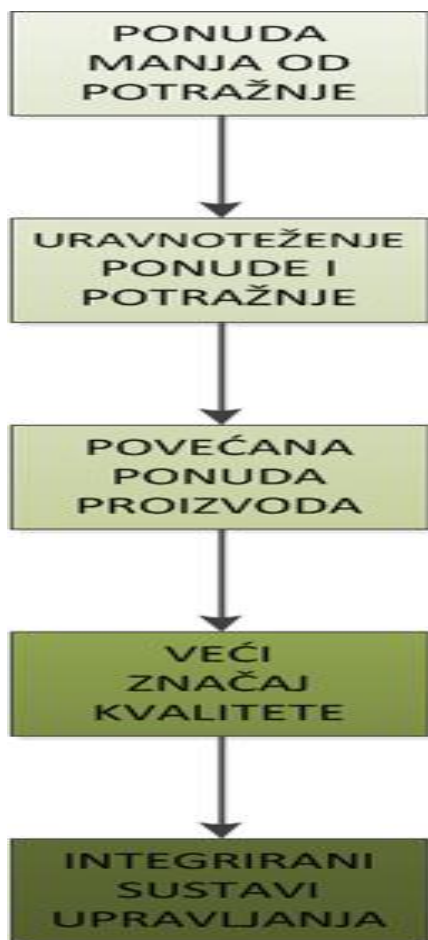 PONUDA
MANJA OD
POTRAŽNJE
URAVNOTEŽENJE
PONUDE I
POTRAŽNJE
POVEĆANA
PONUDA
PROIZVODA
VEĆI
ZNAČAJ
KVALITETE
INTEGRIRANI
SUSTAVI
UPRAVLJANJA